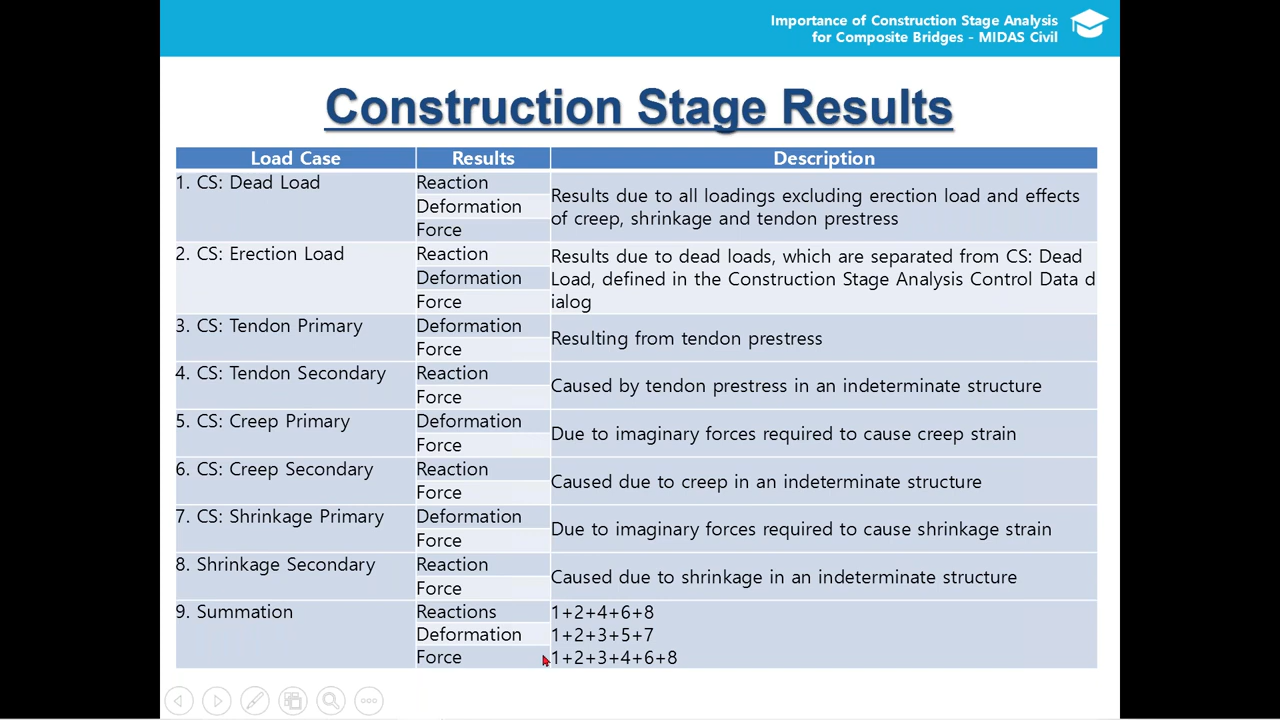 Importance of Construction Stage Analysis
for Composite Bridges - MIDAS Civil
Construction Stage Results
Load Case Results Description
1. CS: Dead Load
Reaction
Deformation
Force
Results due to all loadings excluding erection load and effects
of creep, shrinkage and tendon prestress
2. CS: Erection Load
Reaction
Deformation
Force
Results due to dead loads, which are separated from CS: Dead
Load, defined in the Construction Stage Analysis Control Data d
ialog
3. CS: Tendon Primary
Deformation
Force
Resulting from tendon prestress
4. CS: Tendon Secondary
Reaction
Force
Caused by tendon prestress in an indeterminate structure
5. CS: Creep Primary
Deformation
Force
Due to imaginary forces required to cause creep strain
6. CS: Creep Secondary
Reaction
Force
Caused due to creep in an indeterminate structure
7. CS: Shrinkage Primary
Deformation
Force
Due to imaginary forces required to cause shrinkage strain
8. Shrinkage Secondary
Reaction
Force
Caused due to shrinkage in an indeterminate structure
9. Summation
Reactions 1+2+4+6+8
Deformation 1+2+3+5+7
Force 1+2+3+4+6+8